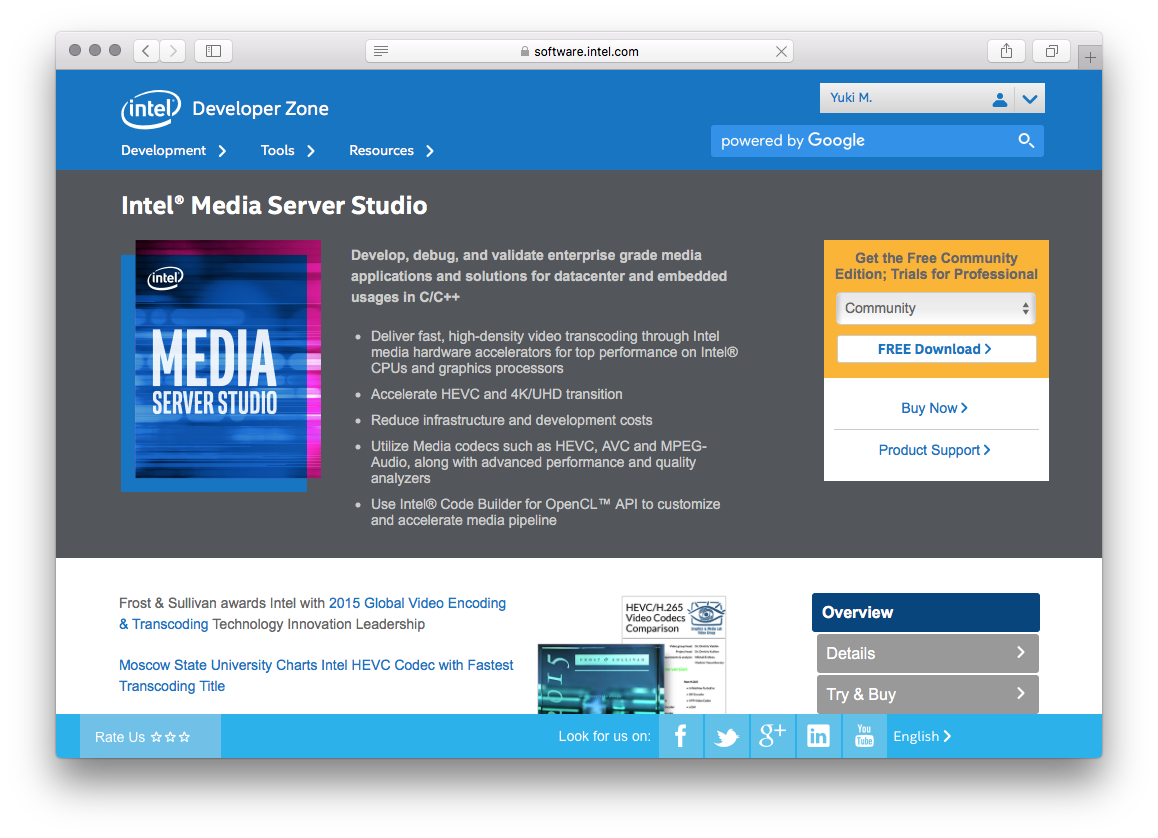 software.intel.com
intel Developer Zone
Yuki M.
Development
Tools
Resources
powered by Google
Intel® Media Server Studio
intel
MEDIA
SERVER STUDIO
Develop, debug, and validate enterprise grade media
applications and solutions for datacenter and embedded
usages in C/C++
• Deliver fast, high-density video transcoding through Intel
media hardware accelerators for top performance on Intel®
CPUs and graphics processors
• Accelerate HEVC and 4K/UHD transition
• Reduce infrastructure and development costs
• Utilize Media codecs such as HEVC, AVC and MPEG-
Audio, along with advanced performance and quality
analyzers
• Use Intel® Code Builder for OpenCL™ API to customize
and accelerate media pipeline
Get the Free Community
Edition; Trials for Professional
Community
FREE Download
Buy Now
Product Support
Frost & Sullivan awards Intel with 2015 Global Video Encoding
& Transcoding Technology Innovation Leadership
Moscow State University Charts Intel HEVC Codec with Fastest
Transcoding Title
HEVC/H.265
Video Codecs
Comparison
FROST & SULLIVAN
2015
Overview
Details
Try & Buy
Rate Us ☆☆☆
Look for us on:
f
g+
in
You
Tube
English